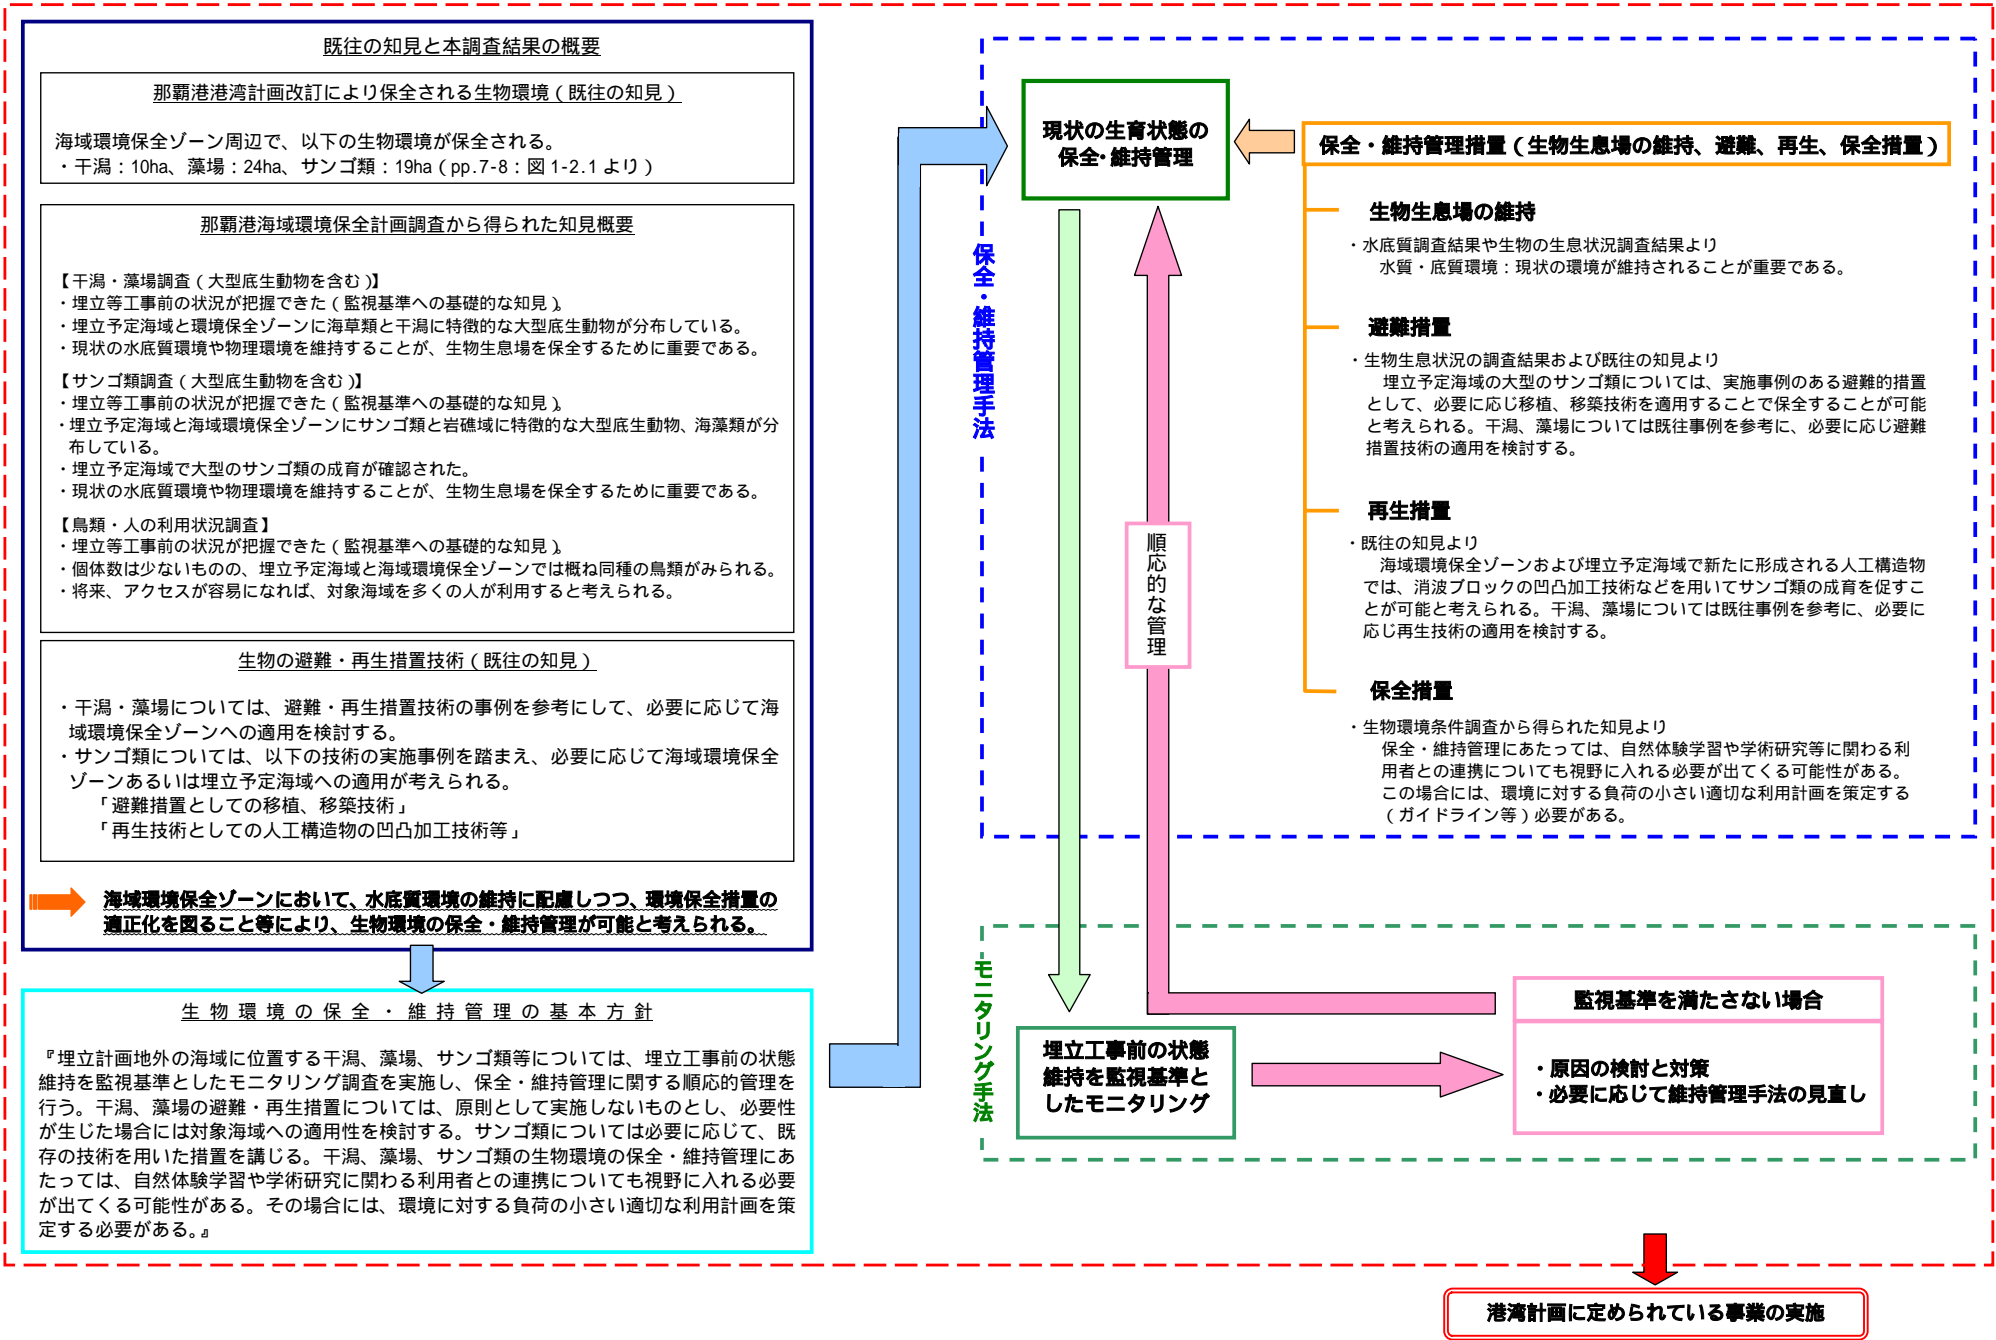 既往の知見と本調査結果の概要
那覇港港湾計画改訂により保全される生物環境（既往の知見）
海域環境保全ゾーン周辺で、以下の生物環境が保全される。
・干潟：10ha、藻場：24ha、サンゴ類：19ha（pp.7-8：図1-2.1より）
那覇港海域環境保全計画調査から得られた知見概要
【干潟・藻場調査（大型底生動物を含む）】
・埋立等工事前の状況が把握できた（監視基準への基礎的な知見）。
・埋立予定海域と環境保全ゾーンに海草類と干潟に特徴的な大型底生動物が分布している。
・現状の水底質環境や物理環境を維持することが、生物生息場を保全するために重要である。
【サンゴ類調査（大型底生動物を含む）】
・埋立等工事前の状況が把握できた（監視基準への基礎的な知見）。
・埋立予定海域と海域環境保全ゾーンにサンゴ類と岩礁域に特徴的な大型底生動物、海藻類が分
布している。
・埋立予定海域で大型のサンゴ類の成育が確認された。
・現状の水底質環境や物理環境を維持することが、生物生息場を保全するために重要である。
【鳥類・人の利用状況調査】
・埋立等工事前の状況が把握できた（監視基準への基礎的な知見）。
・個体数は少ないものの、埋立予定海域と海域環境保全ゾーンでは概ね同種の鳥類がみられる。
・将来、アクセスが容易になれば、対象海域を多くの人が利用すると考えられる。
生物の避難・再生措置技術（既往の知見）
・干潟・藻場については、避難・再生措置技術の事例を参考にして、必要に応じて海
域環境保全ゾーンへの適用を検討する。
・サンゴ類については、以下の技術の実施事例を踏まえ、必要に応じて海域環境保全
ゾーンあるいは埋立予定海域への適用が考えられる。
「避難措置としての移植、移築技術」
「再生技術としての人工構造物の凹凸加工技術等」
海域環境保全ゾーンにおいて、水底質環境の維持に配慮しつつ、環境保全措置の
適正化を図ること等により、生物環境の保全・維持管理が可能と考えられる。
生物環境の保全・維持管理の基本方針
『埋立計画地外の海域に位置する干潟、藻場、サンゴ類等については、埋立工事前の状態
維持を監視基準としたモニタリング調査を実施し、保全・維持管理に関する順応的管理を
行う。干潟、藻場の避難・再生措置については、原則として実施しないものとし、必要性
が生じた場合には対象海域への適用性を検討する。サンゴ類については必要に応じて、既
存の技術を用いた措置を講じる。干潟、藻場、サンゴ類の生物環境の保全・維持管理にあ
たっては、自然体験学習や学術研究に関わる利用者との連携についても視野に入れる必要
が出てくる可能性がある。その場合には、環境に対する負荷の小さい適切な利用計画を策
定する必要がある。』
保全・維持管理手法
現状の生育状態の
保全・維持管理
保全・維持管理措置（生物生息場の維持、避難、再生、保全措置）
生物生息場の維持
・水底質調査結果や生物の生息状況調査結果より
水質・底質環境：現状の環境が維持されることが重要である。
避難措置
・生物生息状況の調査結果および既往の知見より
埋立予定海域の大型のサンゴ類については、実施事例のある避難的措置
として、必要に応じ移植、移築技術を適用することで保全することが可能
と考えられる。干潟、藻場については既往事例を参考に、必要に応じ避難
措置技術の適用を検討する。
再生措置
・既往の知見より
海域環境保全ゾーンおよび埋立予定海域で新たに形成される人工構造物
では、消波ブロックの凹凸加工技術などを用いてサンゴ類の成育を促すこ
とが可能と考えられる。干潟、藻場については既往事例を参考に、必要に
応じ再生技術の適用を検討する。
保全措置
・生物環境条件調査から得られた知見より
保全・維持管理にあたっては、自然体験学習や学術研究等に関わる利
用者との連携についても視野に入れる必要が出てくる可能性がある。
この場合には、環境に対する負荷の小さい適切な利用計画を策定する
（ガイドライン等）必要がある。
順応的な管理
モニタリング手法
埋立工事前の状態
維持を監視基準と
したモニタリング
監視基準を満たさない場合
・原因の検討と対策
・必要に応じて維持管理手法の見直し
港湾計画に定められている事業の実施